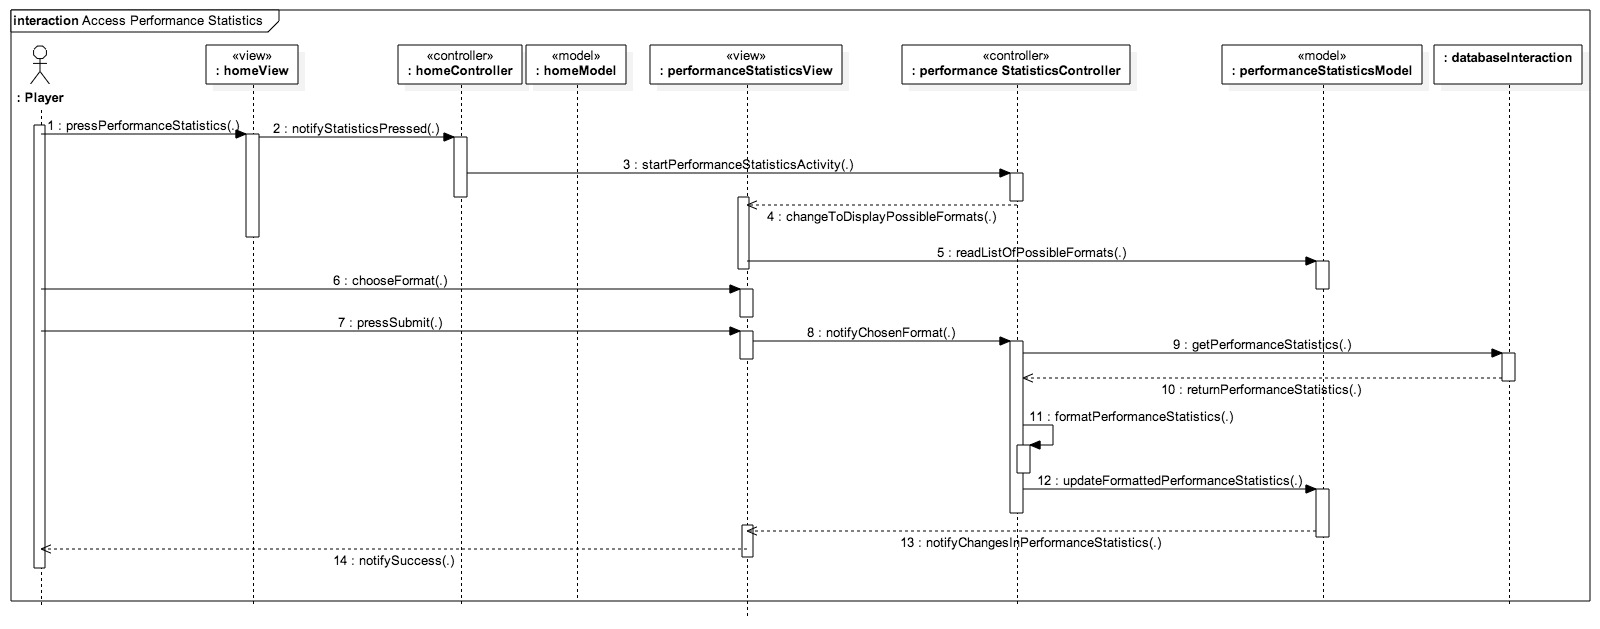 interaction Access Performance Statistics
: Player
«view»
: homeView
«controller»
: homeController
«model»
: homeModel
«view»
: performanceStatisticsView
«controller»
: performance StatisticsController
«model»
: performanceStatisticsModel
: databaseInteraction
1 : pressPerformanceStatistics(.)
2 : notifyStatisticsPressed(.)
3 : startPerformanceStatisticsActivity(.)
4 : changeToDisplayPossibleFormats(.)
5 : readListOfPossibleFormats(.)
6 : chooseFormat(.)
7 : pressSubmit(.)
8 : notifyChosenFormat(.)
9 : getPerformanceStatistics(.)
10 : returnPerformanceStatistics(.)
11 : formatPerformanceStatistics(.)
12 : updateFormattedPerformanceStatistics(.)
13 : notifyChangesInPerformanceStatistics(.)
14 : notifySuccess(.)